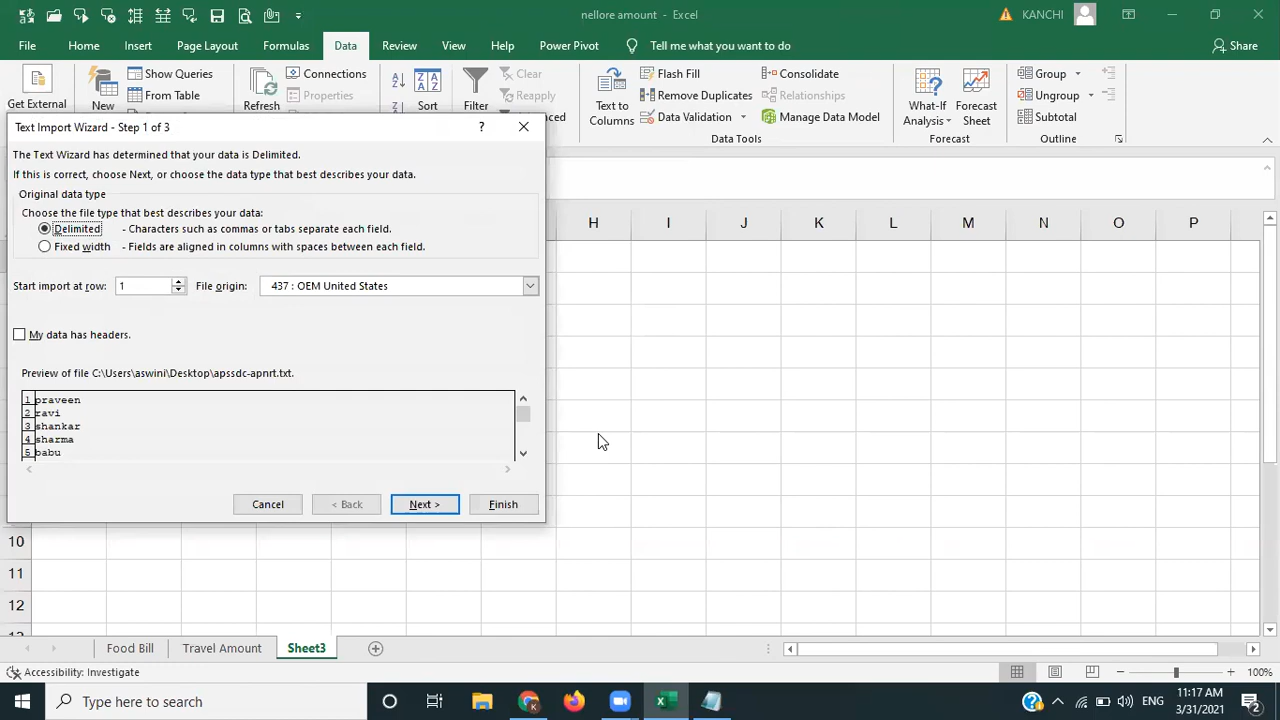 nellore amount - Excel
KANCHI
File Home Insert Page Layout Formulas Data Review View Help Power Pivot Tell me what you want to do Share
Get External
New
Show Queries
From Table
Refresh
Connections
Properties
Sort
Filter
Clear
Reapply
Text to
Columns
Flash Fill
Remove Duplicates
Data Validation
Consolidate
Relationships
Manage Data Model
Data Tools
What-If
Analysis
Forecast
Sheet
Forecast
Group
Ungroup
Subtotal
Outline
Text Import Wizard - Step 1 of 3
?
The Text Wizard has determined that your data is Delimited.
If this is correct, choose Next, or choose the data type that best describes your data.
Original data type
Choose the file type that best describes your data:
Delimited - Characters such as commas or tabs separate each field.
Fixed width - Fields are aligned in columns with spaces between each field.
Start import at row: 1 File origin: 437 : OEM United States
My data has headers.
Preview of file C:\Users\aswini\Desktop\apssdc-apnrt.txt.
1 praveen
2 ravi
3 shankar
4 sharma
5 babu
Cancel < Back Next > Finish
H I J K L M N O P
10
11
12
Food Bill Travel Amount Sheet3
Accessibility: Investigate
100%
Type here to search
ENG
11:17 AM
3/31/2021
2